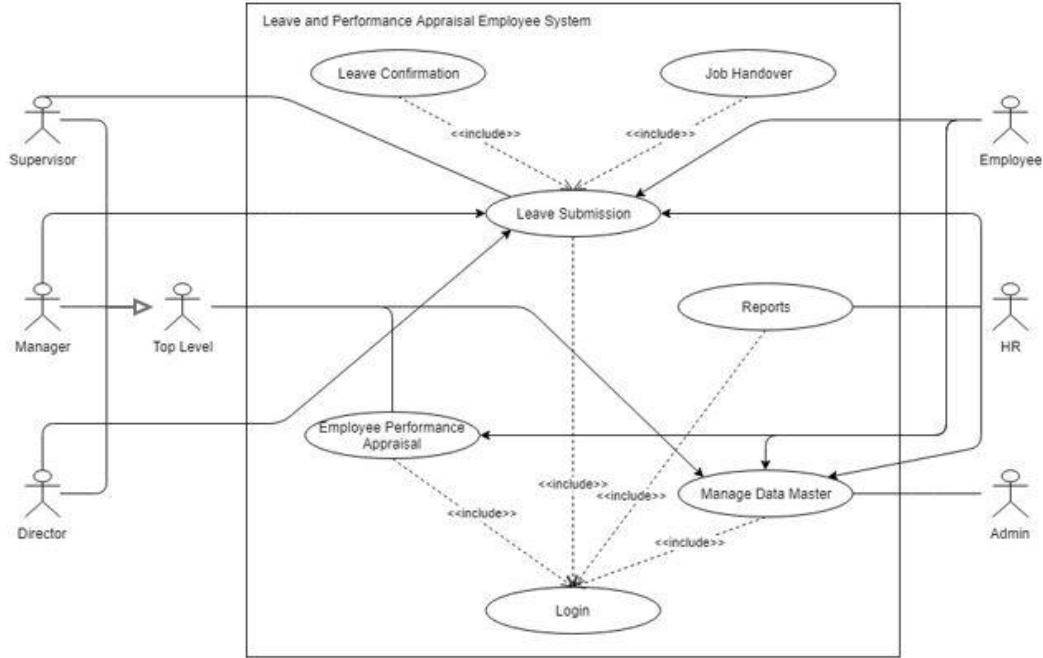 Leave and Performance Appraisal Employee System
Leave Confirmation
Job Handover
<<include>>
<<include>>
Supervisor
Employee
Leave Submission
Manager
Top Level
Reports
HR
Employee Performance
Appraisal
<<include>>
<<include>>
Manage Data Master
<<include>>
<<include>>
Director
Admin
Login